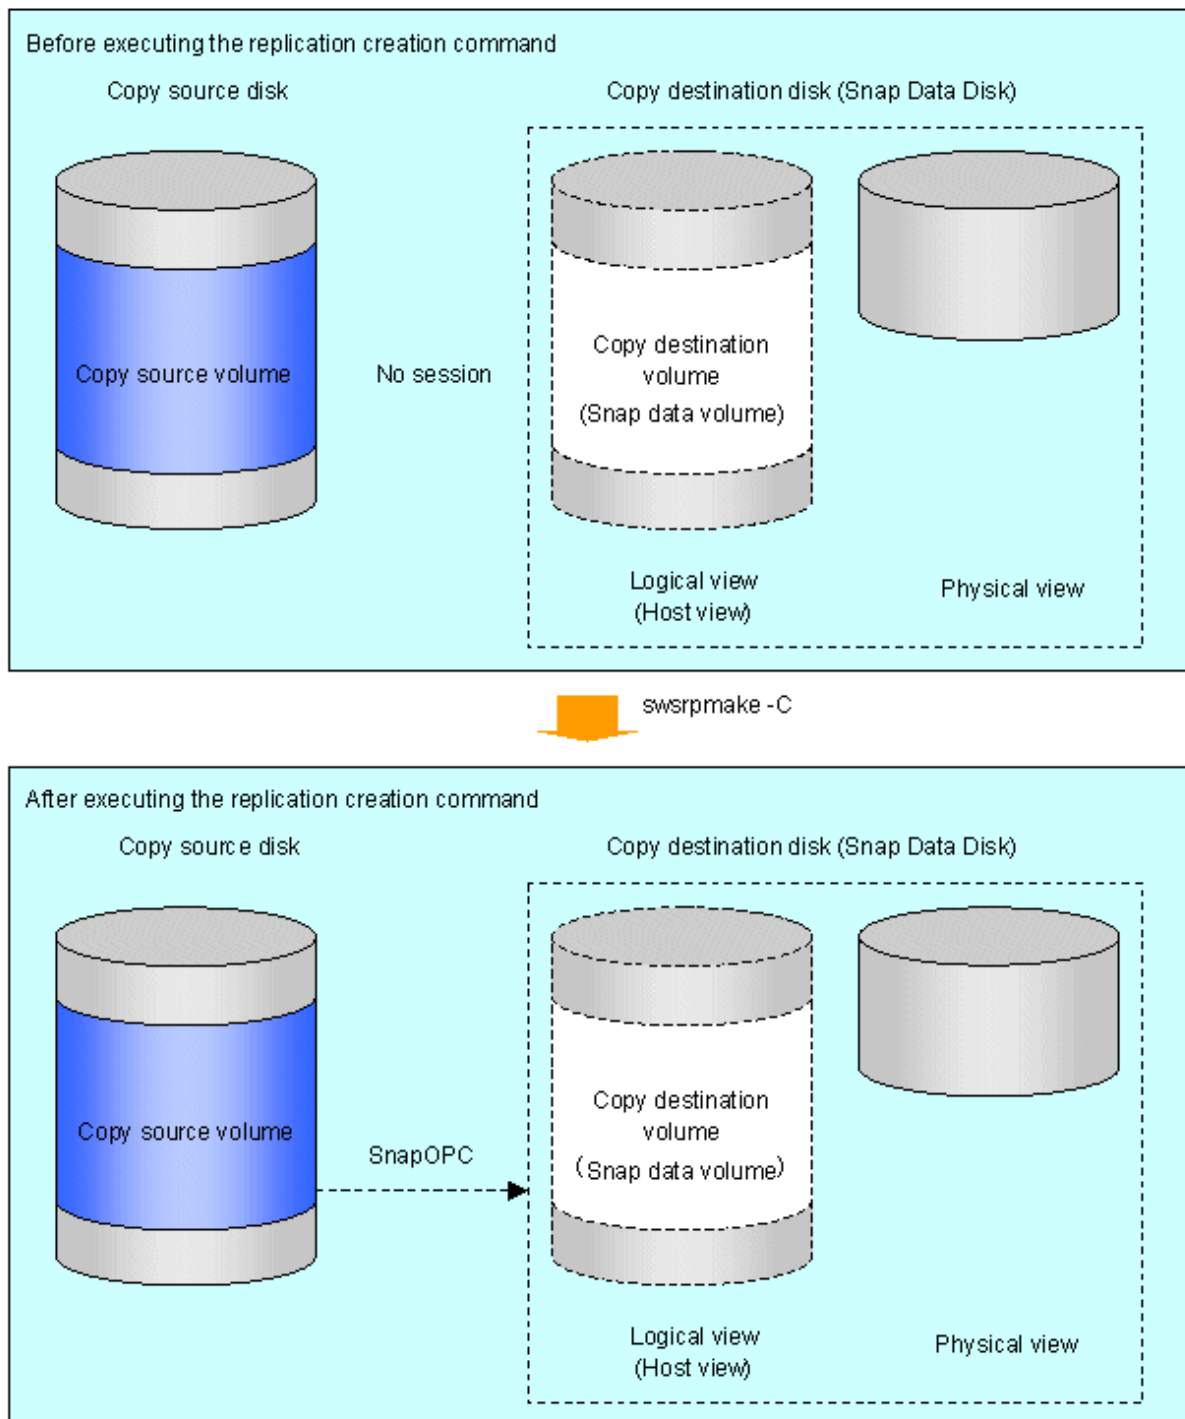 Before executing the replication creation command
Copy source disk
Copy destination disk (Snap Data Disk)
Copy source volume
No session
Copy destination
volume
(Snap data volume)
Logical view
(Host view)
Physical view
swsrpmake -C
After executing the replication creation command
Copy source disk
Copy destination disk (Snap Data Disk)
Copy source volume
SnapOPC
Copy destination
volume
(Snap data volume)
Logical view
(Host view)
Physical view